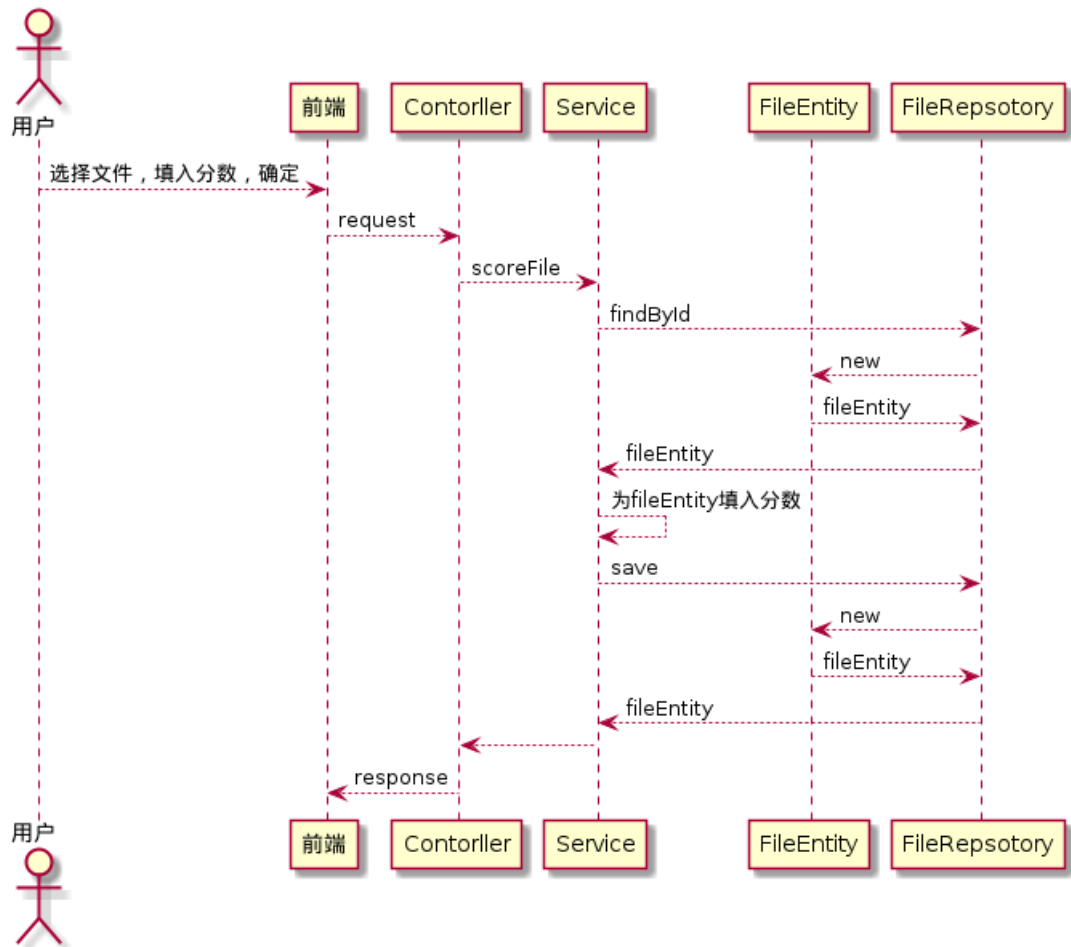 用户
前端
Contorller
Service
FileEntity
FileRepsotory
选择文件，填入分数，确定
request
scoreFile
findById
new
fileEntity
fileEntity
为fileEntity填入分数
save
new
fileEntity
fileEntity
response
用户
前端
Contorller
Service
FileEntity
FileRepsotory